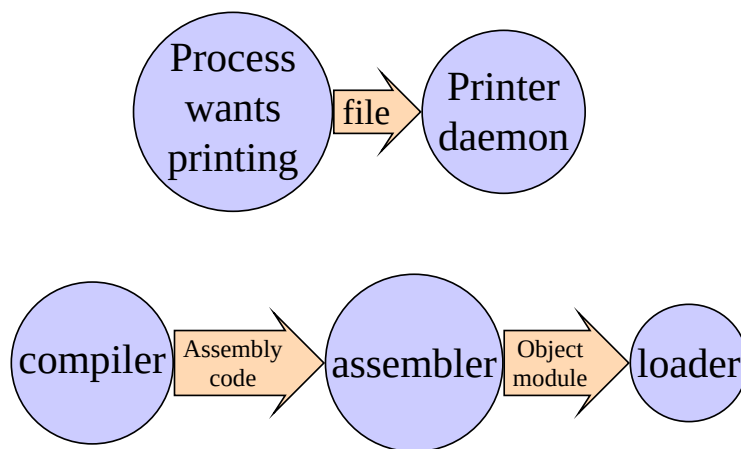 Process
wants
printing
file
Printer
daemon
compiler
Assembly
code
assembler
Object
module
loader